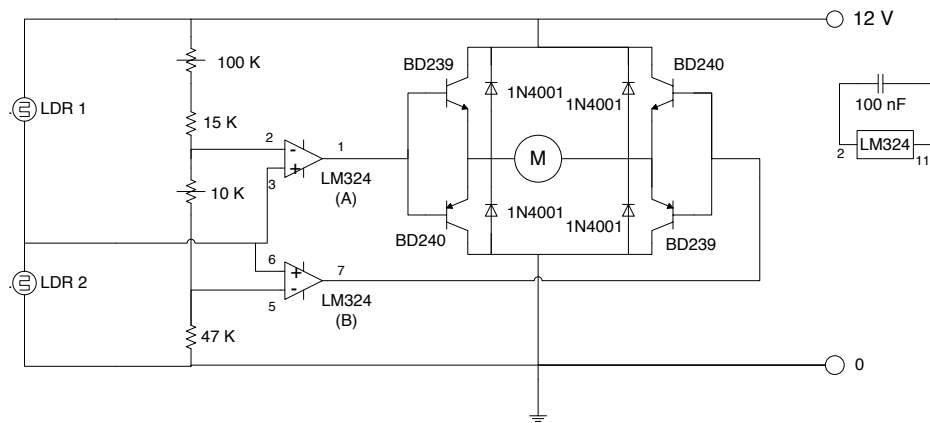 12 V
BD239
BD240
100 K
1N4001
1N4001
100 nF
LDR 1
15 K
LM324
2
11
2
-
1
M
+
3
LM324
(A)
10 K
1N4001
1N4001
BD240
BD239
6
+
7
LDR 2
-
5
LM324
(B)
47 K
0